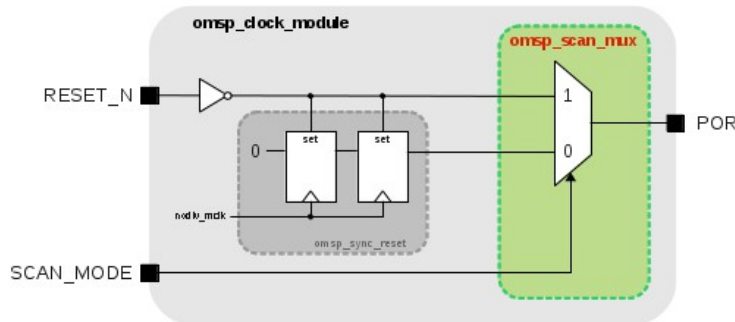 omsp_clock_module
omsp_scan_mux
RESET_N
1
POR
set
set
0
0
nodiv_mclk
omsp_sync_reset
SCAN_MODE